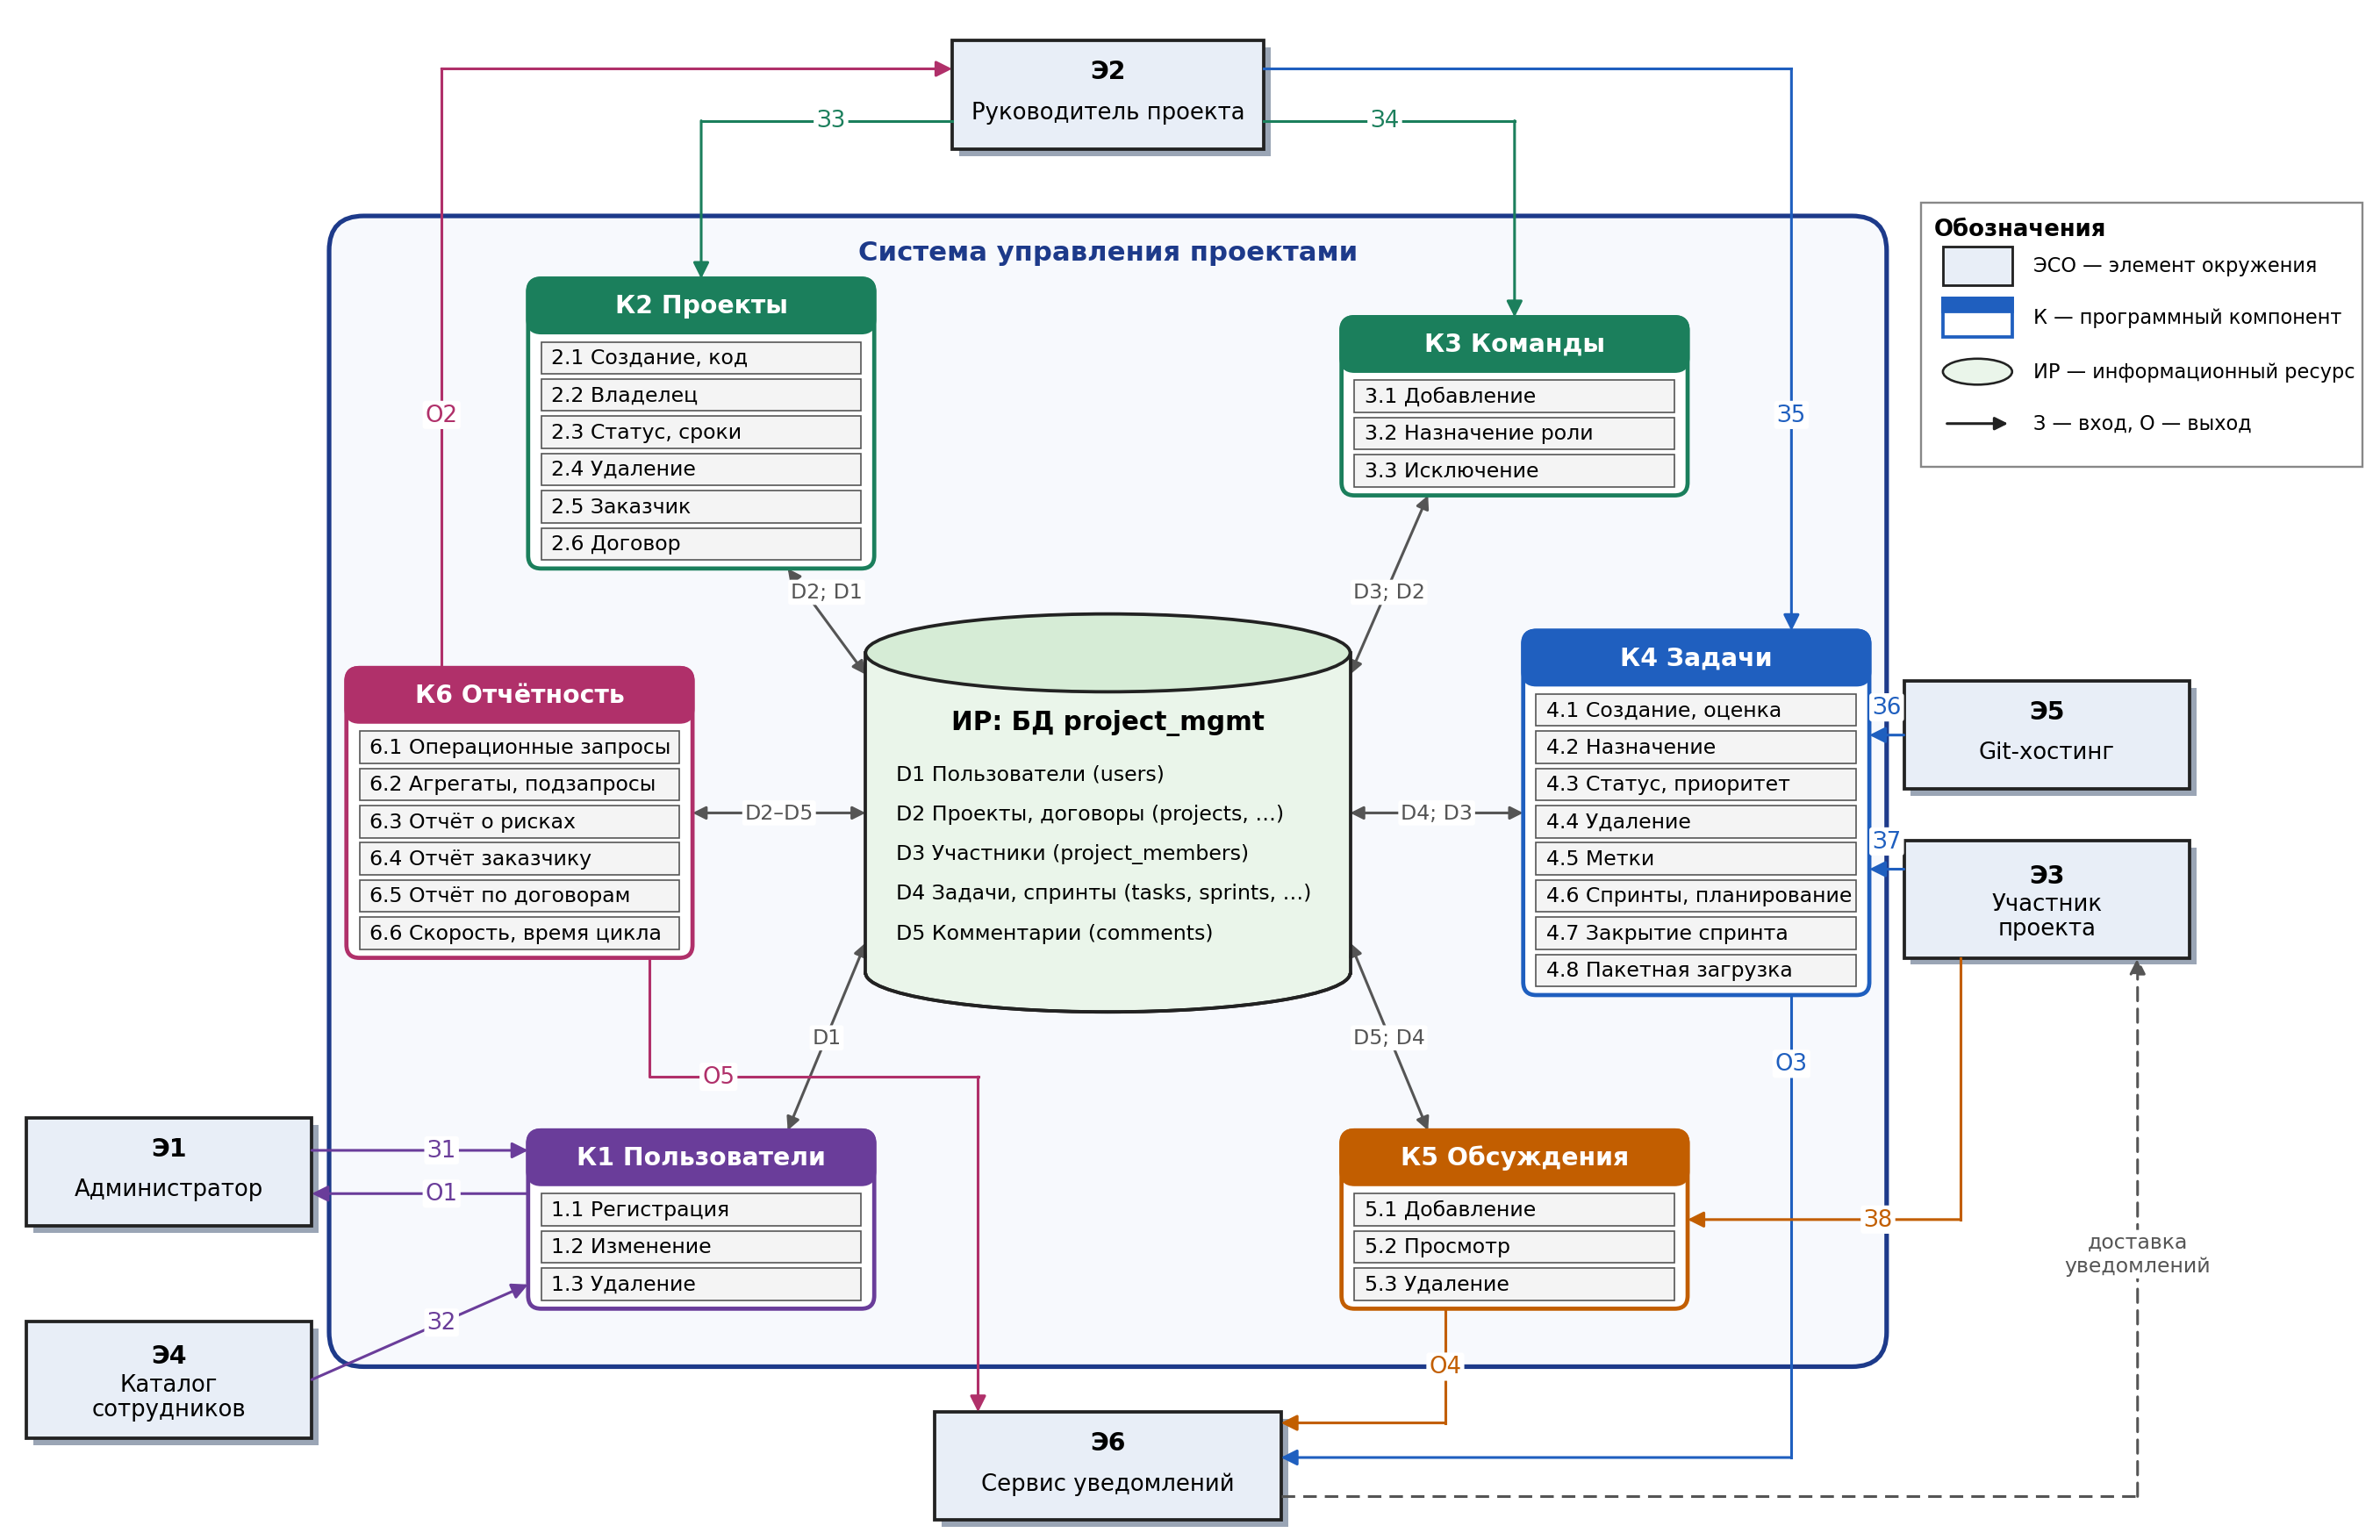 Э2
Руководитель проекта
З3
З4
Система управления проектами
Обозначения
ЭСО — элемент окружения
К — программный компонент
ИР — информационный ресурс
З — вход, О — выход
К2 Проекты
2.1 Создание, код
2.2 Владелец
2.3 Статус, сроки
2.4 Удаление
2.5 Заказчик
2.6 Договор
К3 Команды
3.1 Добавление
3.2 Назначение роли
3.3 Исключение
О2
З5
D2; D1
D3; D2
К6 Отчётность
6.1 Операционные запросы
6.2 Агрегаты, подзапросы
6.3 Отчёт о рисках
6.4 Отчёт заказчику
6.5 Отчёт по договорам
6.6 Скорость, время цикла
D2–D5
ИР: БД project_mgmt
D1 Пользователи (users)
D2 Проекты, договоры (projects, ...)
D3 Участники (project_members)
D4 Задачи, спринты (tasks, sprints, ...)
D5 Комментарии (comments)
D4; D3
К4 Задачи
4.1 Создание, оценка
4.2 Назначение
4.3 Статус, приоритет
4.4 Удаление
4.5 Метки
4.6 Спринты, планирование
4.7 Закрытие спринта
4.8 Пакетная загрузка
З6
Э5
Git-хостинг
З7
Э3
Участник
проекта
D1
D5; D4
О5
О3
Э1
Администратор
З1
О1
К1 Пользователи
1.1 Регистрация
1.2 Изменение
1.3 Удаление
К5 Обсуждения
5.1 Добавление
5.2 Просмотр
5.3 Удаление
З8
доставка
уведомлений
З2
Э4
Каталог
сотрудников
О4
Э6
Сервис уведомлений